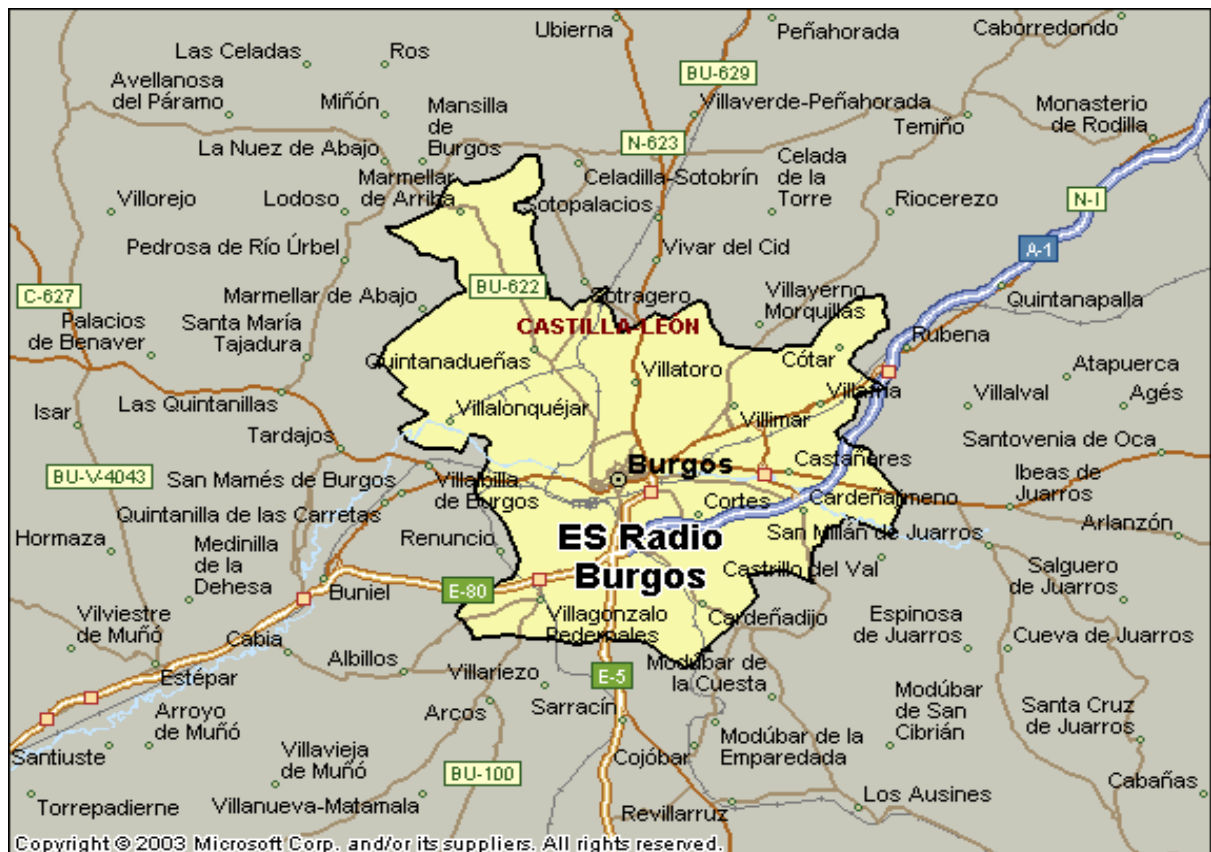 Ubierna
Peñahorada
Caborredondo
Las Celadas
Ros
BU-629
Avellanosa
del Páramo
Miñón
Mansilla
de
Burgos
Villaverde-Peñahorada
Temiño
Monasterio
de Rodilla
N-623
La Nuez de Abajo
Celada
de la
Torre
Marmellar
de Arriba
Celadilla-Sotobrín
Villorejo
Lodoso
Sotopalacios
Riocerezo
N-I
Pedrosa de Río Úrbel
Vivar del Cid
A-1
C-627
Marmellar de Abajo
BU-622
Sotragero
Villayerno
Morquillas
Quintanapalla
Palacios
de Benaver
Santa María
Tajadura
CASTILLA-LEÓN
Rubena
Quintanadueñas
Villatoro
Cótar
Atapuerca
Isar
Las Quintanillas
Villalonquéjar
Villimar
Villafría
Villalval
Agés
Tardajos
Santovenia de Oca
BU-V-4043
San Mamés de Burgos
Villalbilla
de Burgos
Burgos
Castañares
Ibeas de
Juarros
Quintanilla de las Carretas
Cortes
Cardeñajimeno
Arlanzón
Hormaza
Medinilla
de la
Dehesa
Renuncio
ES Radio
Burgos
San Millán de Juarros
Castrillo del Val
Salguero
de Juarros
Buniel
E-80
Vilviestre
de Muñó
Cabia
Villagonzalo
Pedernales
Cardeñadijo
Espinosa
de Juarros
Cueva de Juarros
Estépar
Albillos
Villariezo
E-5
Modúbar de
la Cuesta
Arroyo
de Muñó
Arcos
Sarracín
Modúbar
de San
Cibrián
Santa Cruz
de Juarros
Santiuste
Villavieja
de Muñó
BU-100
Cojóbar
Modúbar de la
Emparedada
Cabañas
Torrepadierne
Villanueva-Matamala
Revillarruz
Los Ausines
Copyright © 2003 Microsoft Corp. and/or its suppliers. All rights reserved.